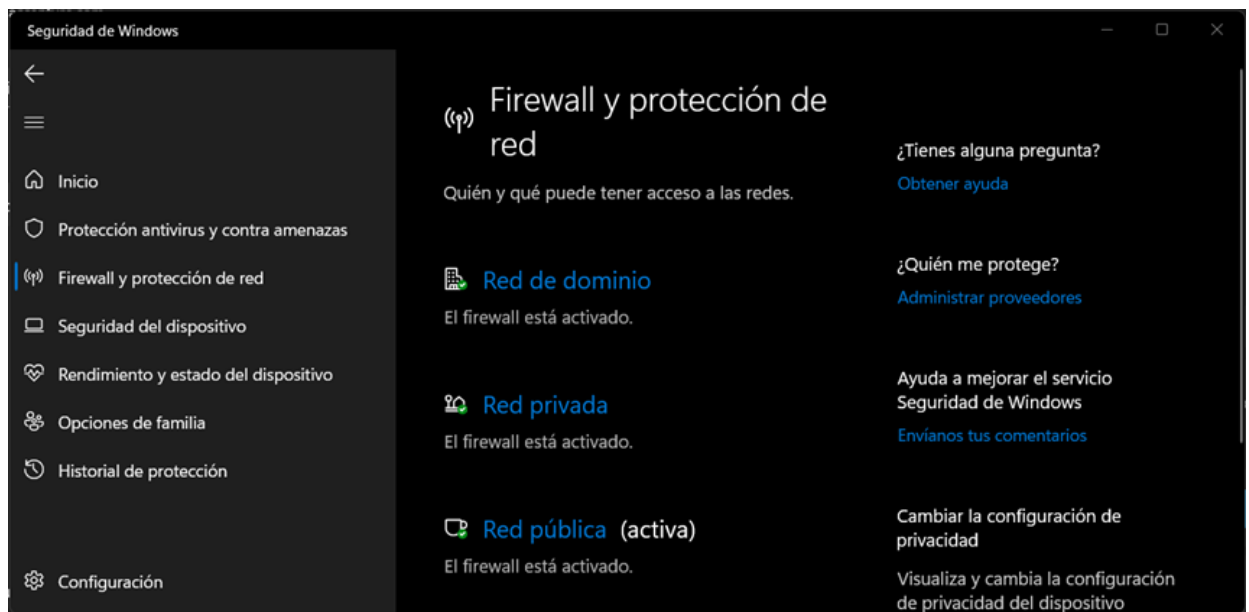 Seguridad de Windows
Inicio
Protección antivirus y contra amenazas
Firewall y protección de red
Seguridad del dispositivo
Rendimiento y estado del dispositivo
Opciones de familia
Historial de protección
Configuración
Firewall y protección de
red
Quién y qué puede tener acceso a las redes.
Red de dominio
El firewall está activado.
Red privada
El firewall está activado.
Red pública (activa)
El firewall está activado.
¿Tienes alguna pregunta?
Obtener ayuda
¿Quién me protege?
Administrar proveedores
Ayuda a mejorar el servicio
Seguridad de Windows
Envíanos tus comentarios
Cambiar la configuración de
privacidad
Visualiza y cambia la configuración
de privacidad del dispositivo